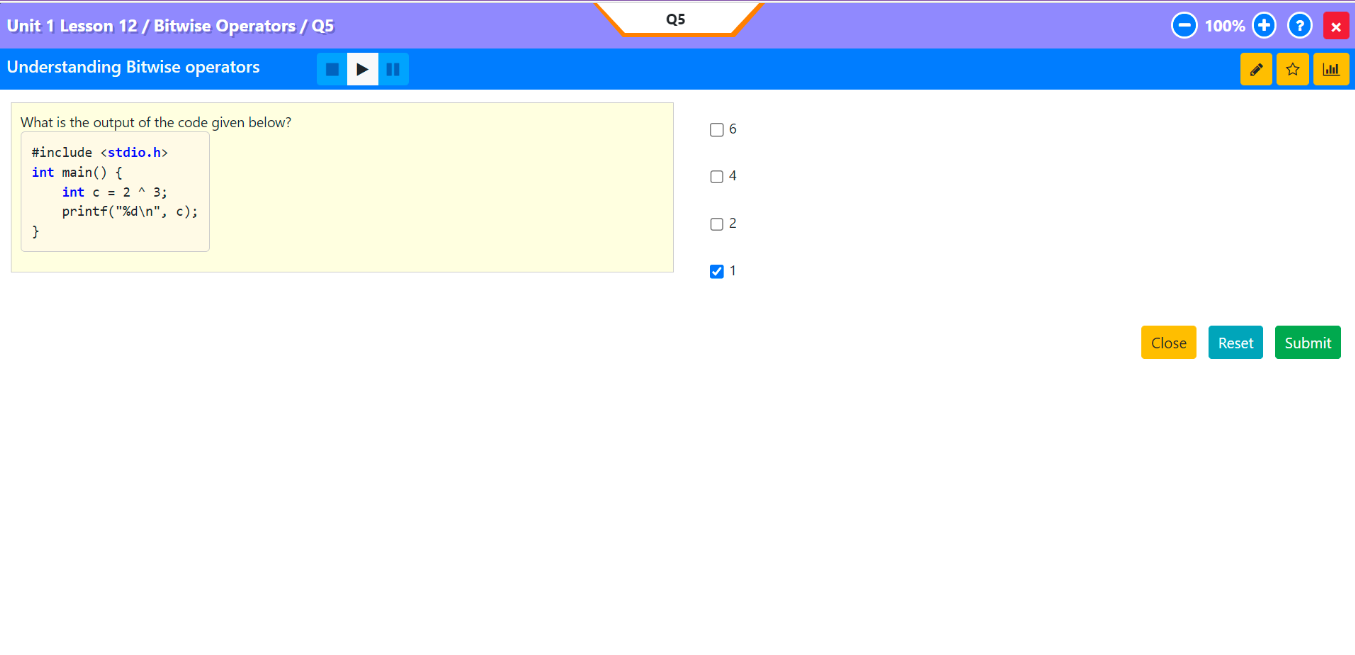 Unit 1 Lesson 12 / Bitwise Operators / Q5
Q5
100%
?
×
Understanding Bitwise operators
What is the output of the code given below?
#include <stdio.h>
int main() {
    int c = 2 ^ 3;
    printf("%d\n", c);
}
6
4
2
1
Close Reset Submit